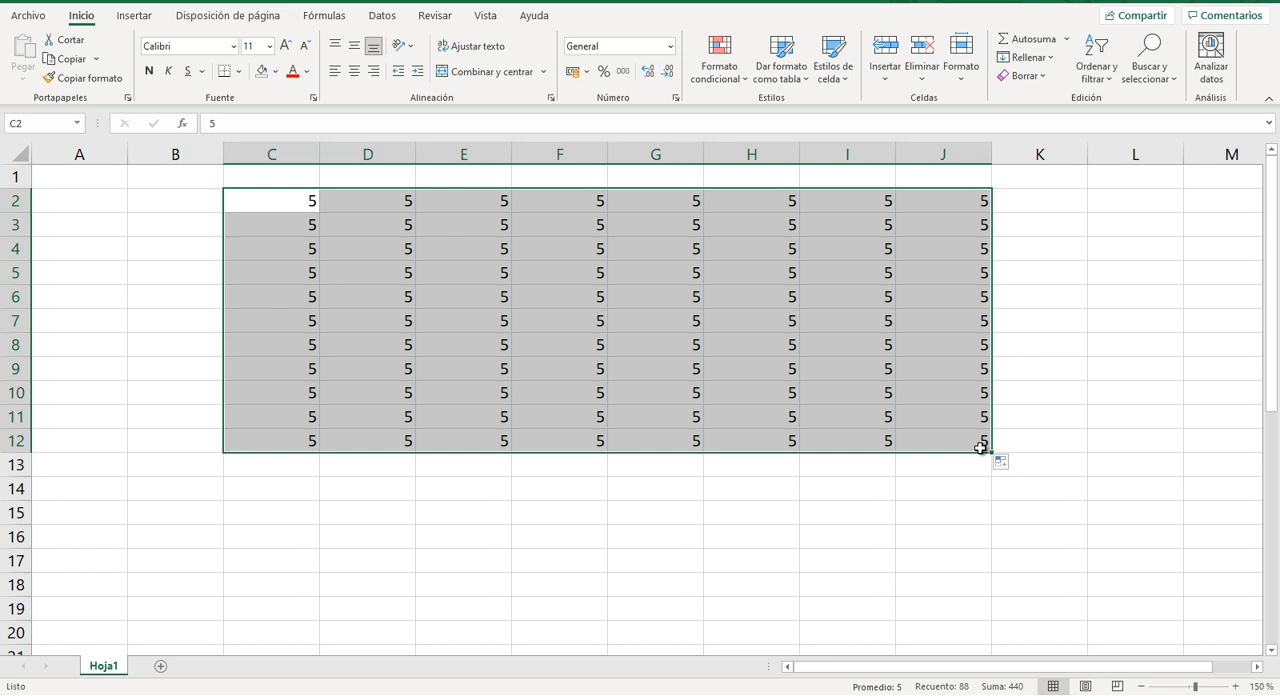 Archivo Inicio Insertar Disposición de página Fórmulas Datos Revisar Vista Ayuda Compartir Comentarios
Pegar Cortar Copiar Copiar formato Portapapeles
Calibri 11 A A N K S A Fuente
ab Ajustar texto Combinar y centrar Alineación
General % 000 Número
Formato condicional Dar formato como tabla Estilos de celda Estilos
Insertar Eliminar Formato Celdas
Autosuma Rellenar Borrar Ordenar y filtrar Buscar y seleccionar Edición
Analizar datos Análisis
C2 fx 5
A B C D E F G H I J K L M
1
2 5 5 5 5 5 5 5 5
3 5 5 5 5 5 5 5 5
4 5 5 5 5 5 5 5 5
5 5 5 5 5 5 5 5 5
6 5 5 5 5 5 5 5 5
7 5 5 5 5 5 5 5 5
8 5 5 5 5 5 5 5 5
9 5 5 5 5 5 5 5 5
10 5 5 5 5 5 5 5 5
11 5 5 5 5 5 5 5 5
12 5 5 5 5 5 5 5 5
13
14
15
16
17
18
19
20
21
Hoja1
Listo Promedio: 5 Recuento: 88 Suma: 440 150 %